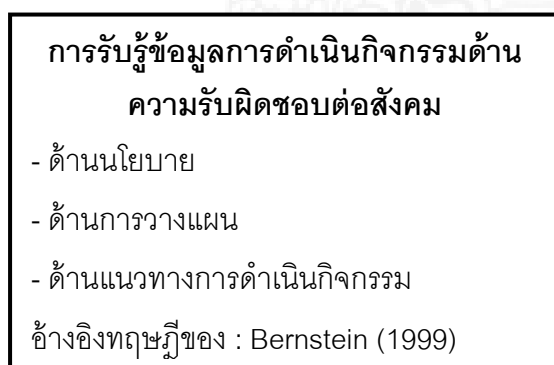 การรับรู้ข้อมูลการดำเนินกิจกรรมด้าน
ความรับผิดชอบต่อสังคม
- ด้านนโยบาย
- ด้านการวางแผน
- ด้านแนวทางการดำเนินกิจกรรม
อ้างอิงทฤษฎีของ : Bernstein (1999)